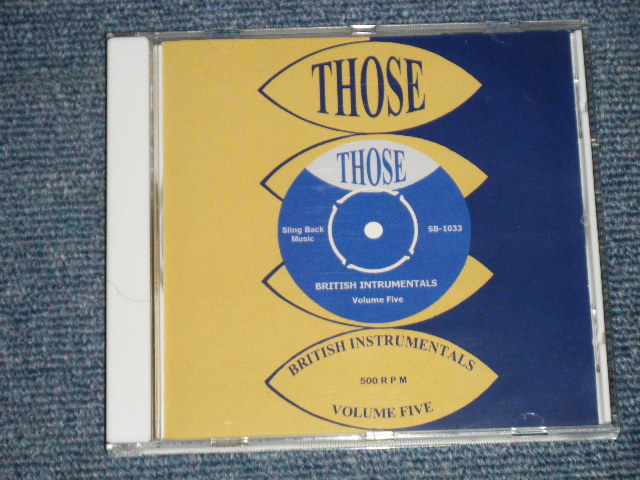 THOSE
THOSE
Sling Back
Music
SB-1033
BRITISH INTRUMENTALS
Volume Five
BRITISH INSTRUMENTALS
500 R P M
VOLUME FIVE